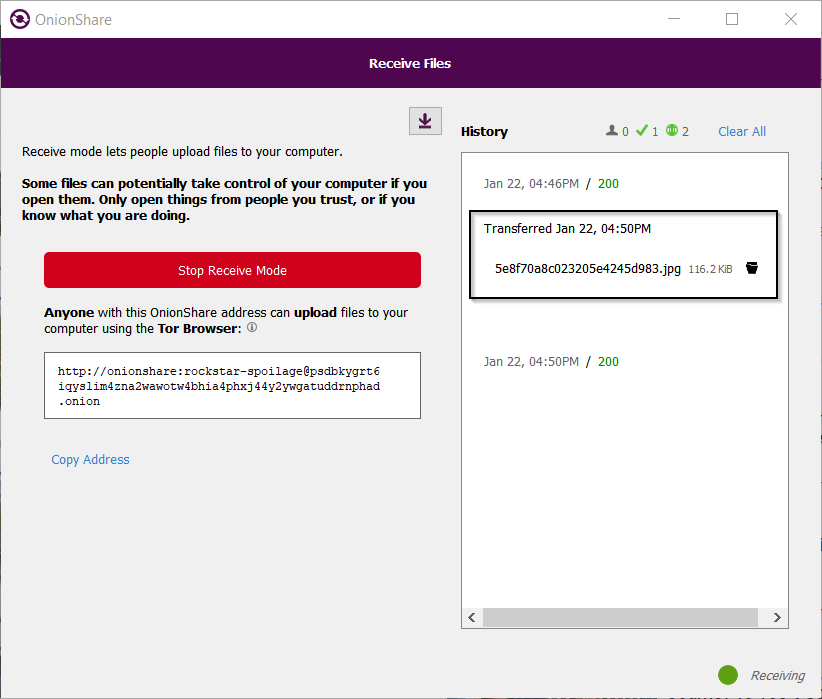 OnionShare
Receive Files
Receive mode lets people upload files to your computer.
Some files can potentially take control of your computer if you
open them. Only open things from people you trust, or if you
know what you are doing.
Stop Receive Mode
Anyone with this OnionShare address can upload files to your
computer using the Tor Browser:
http://onionshare:rockstar-spoilage@psdbkygrt6
iqyslim4zna2wawotw4bhia4phxj44y2ywgatuddrnphad
.onion
Copy Address
History 0 1 2 Clear All
Jan 22, 04:46PM / 200
Transferred Jan 22, 04:50PM
5e8f70a8c023205e4245d983.jpg 116.2 KiB
Jan 22, 04:50PM / 200
Receiving